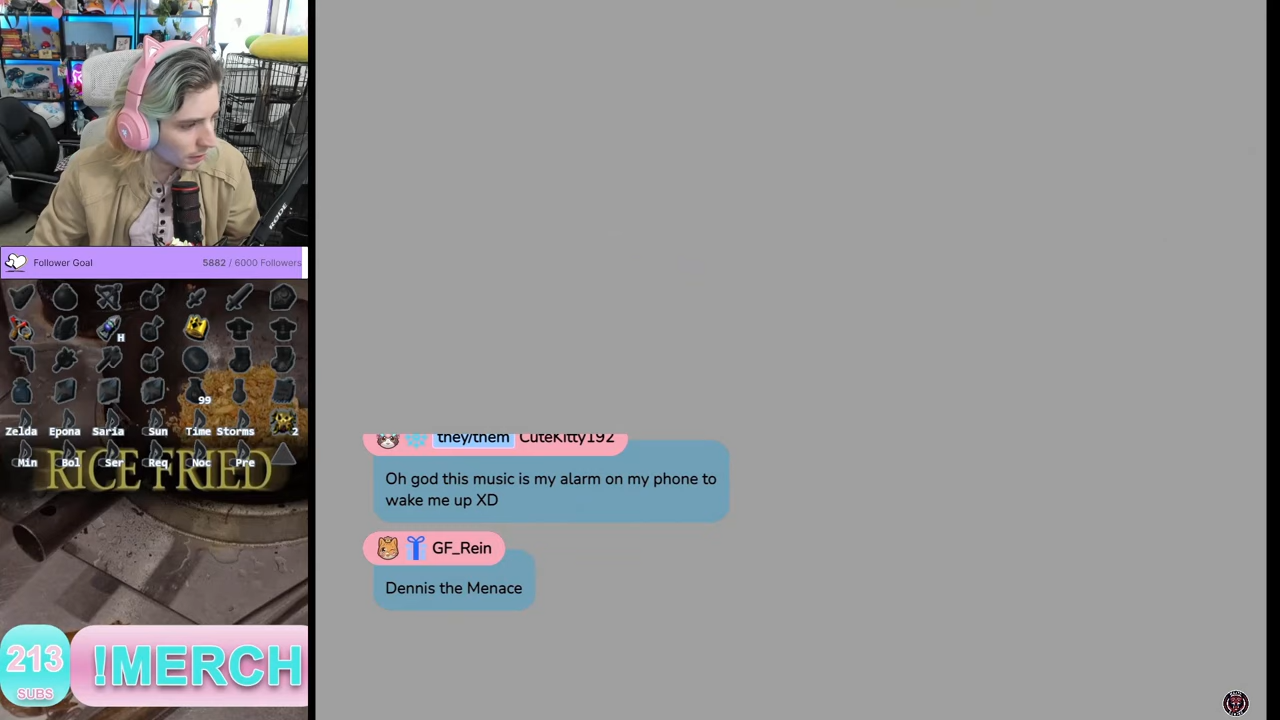 RODE
Follower Goal
5882 / 6000 Followers
H
99
Zelda Epona Saria Sun Time Storms 2
Min Bol Ser Req Noc Pre
RICE FRIED
213
SUBS
!MERCH
they/them CuteKitty192
Oh god this music is my alarm on my phone to
wake me up XD
GF_Rein
Dennis the Menace